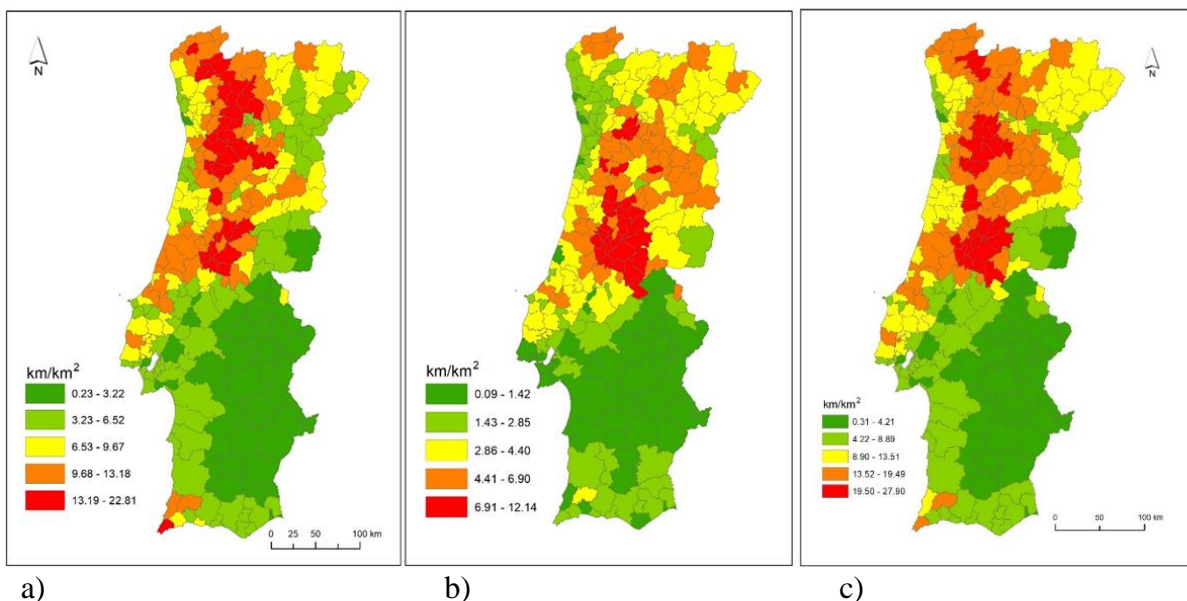 N
km/km²
0.23 - 3.22
3.23 - 6.52
6.53 - 9.67
9.68 - 13.18
13.19 - 22.81
0 25 50 100 km
km/km²
0.09 - 1.42
1.43 - 2.85
2.86 - 4.40
4.41 - 6.90
6.91 - 12.14
N
km/km²
0.31 - 4.21
4.22 - 8.89
8.90 - 13.51
13.52 - 19.49
19.50 - 27.90
0 50 100 km
a)
b)
c)